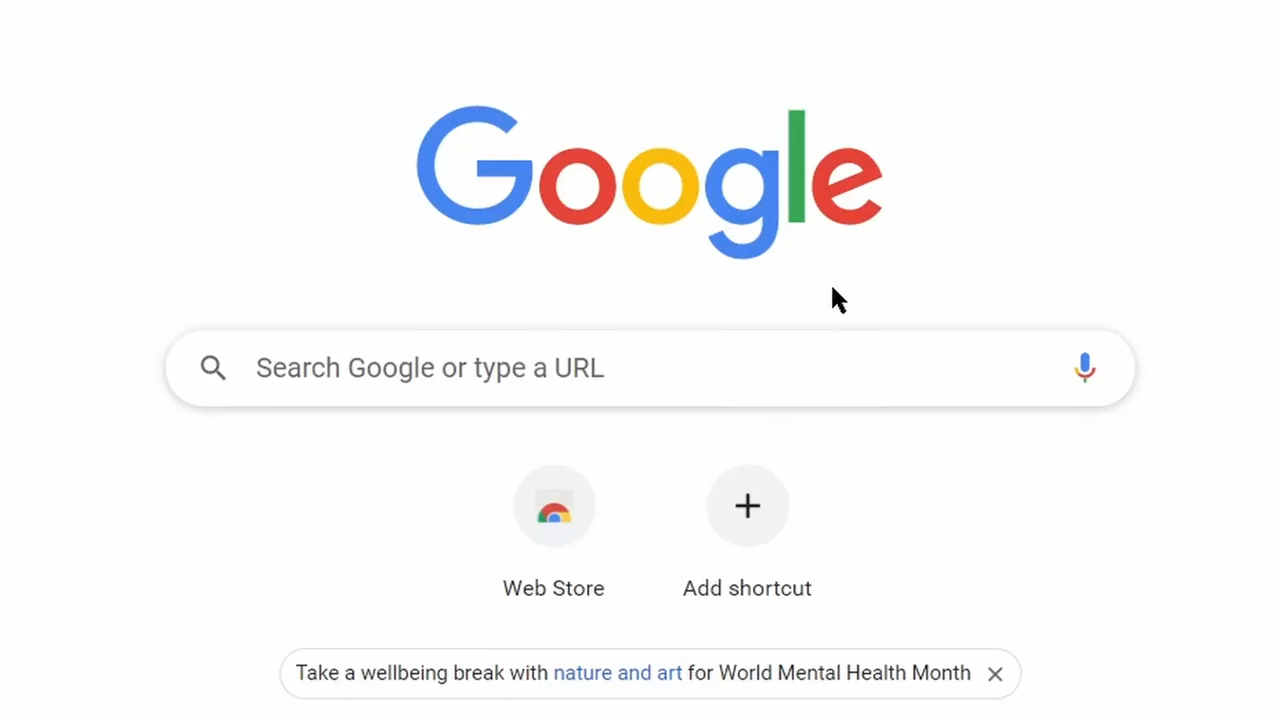 Google
Search Google or type a URL
Web Store
Add shortcut
Take a wellbeing break with nature and art for World Mental Health Month